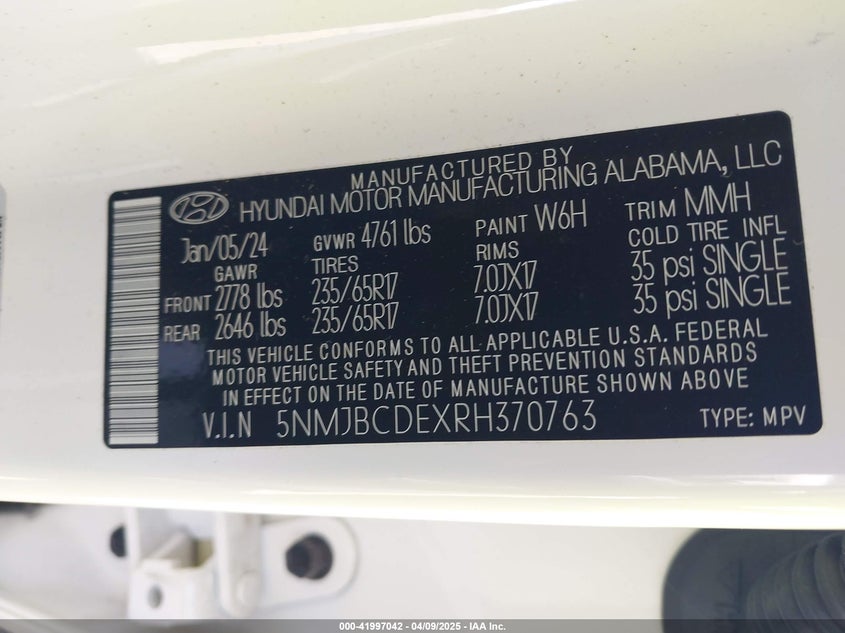 MANUFACTURED BY
HYUNDAI MOTOR MANUFACTURING ALABAMA, LLC
Jan/05/24 GVWR 4761 lbs PAINT W6H TRIM MMH
GAWR TIRES RIMS COLD TIRE INFL
FRONT 2778 lbs 235/65R17 7.0JX17 35 psi SINGLE
REAR 2646 lbs 235/65R17 7.0JX17 35 psi SINGLE
THIS VEHICLE CONFORMS TO ALL APPLICABLE U.S.A. FEDERAL
MOTOR VEHICLE SAFETY AND THEFT PREVENTION STANDARDS
IN EFFECT ON THE DATE OF MANUFACTURE SHOWN ABOVE
V.I.N 5NMJBCDEXRH370763 TYPE: MPV
000-41997042 - 04/09/2025 - IAA Inc.